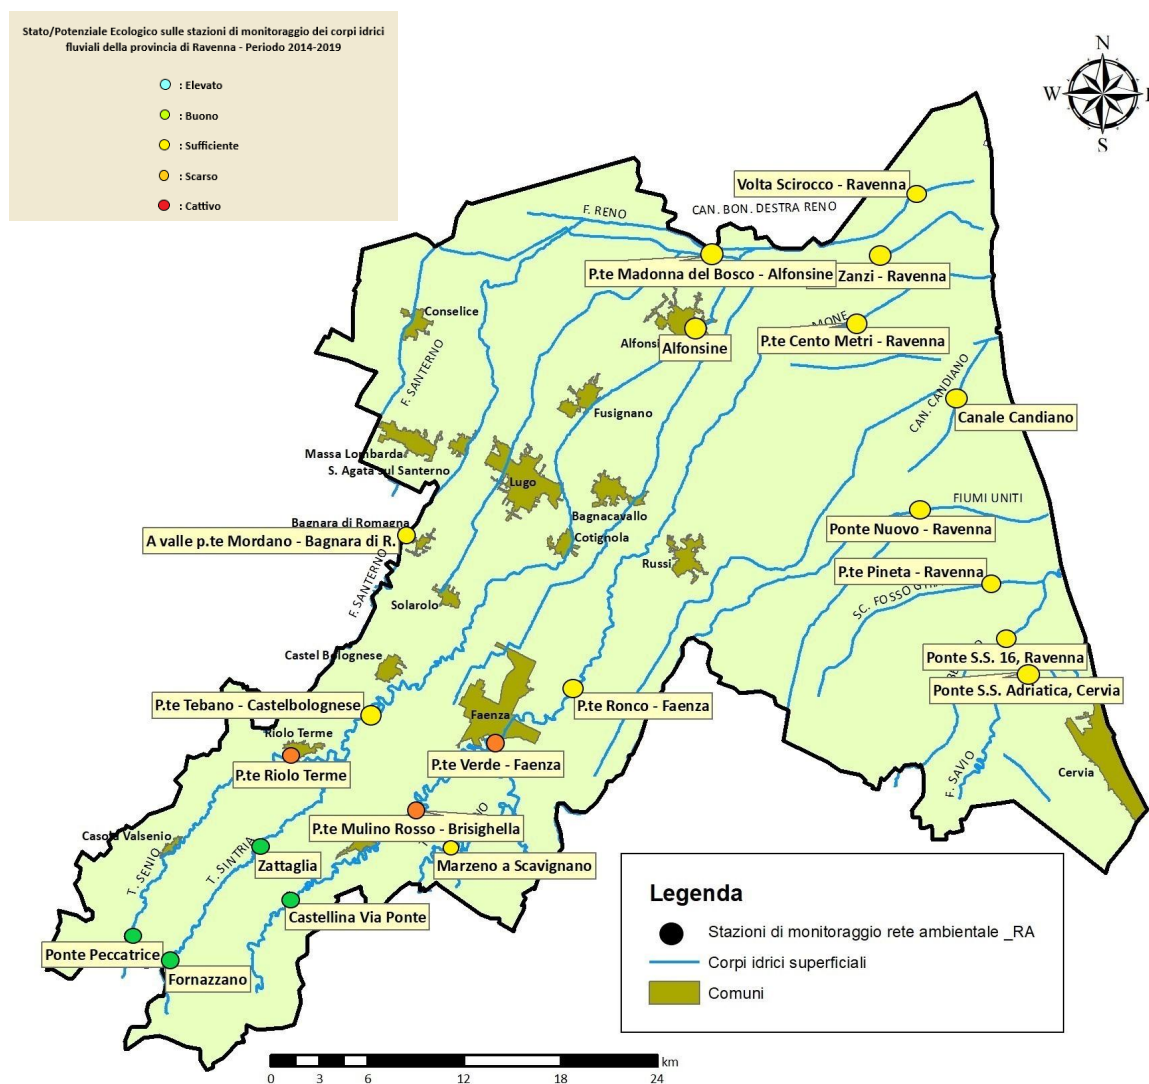 Stato/Potenziale Ecologico sulle stazioni di monitoraggio dei corpi idrici
fluviali della provincia di Ravenna - Periodo 2014-2019
: Elevato
: Buono
: Sufficiente
: Scarso
: Cattivo
N
W
E
S
Volta Scirocco - Ravenna
F. RENO
CAN. BON. DESTRA RENO
P.te Madonna del Bosco - Alfonsine
Zanzi - Ravenna
Conselice
MONE
P.te Cento Metri - Ravenna
Alfonsi
Alfonsine
F. SANTERNO
CAN. CANDIANO
Fusignano
Canale Candiano
Massa Lombarda
S. Agata sul Santerno
Lugo
Bagnacavallo
FIUMI UNITI
Bagnara di Romagna
Ponte Nuovo - Ravenna
A valle p.te Mordano - Bagnara di R.
Cotignola
Russi
P.te Pineta - Ravenna
F. SANTERNO
SC. FOSSO
Solarolo
Ponte S.S. 16, Ravenna
Castel Bolognese
Ponte S.S. Adriatica, Cervia
P.te Tebano - Castelbolognese
P.te Ronco - Faenza
Faenza
Riolo Terme
P.te Verde - Faenza
P.te Riolo Terme
F. SAVIO
Cervia
P.te Mulino Rosso - Brisighella
NO
Casola Valsenio
T. SENIO
T. SINTRIA
Zattaglia
Marzeno a Scavignano
Castellina Via Ponte
Ponte Peccatrice
Fornazzano
Legenda
Stazioni di monitoraggio rete ambientale _RA
Corpi idrici superficiali
Comuni
km
0 3 6 12 18 24